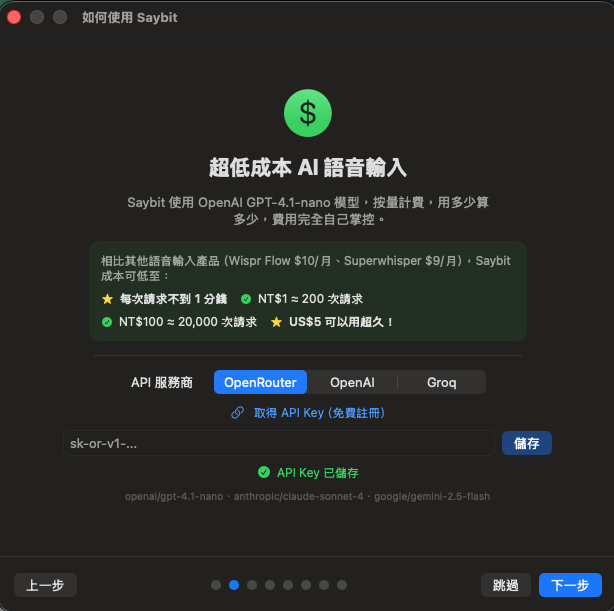 如何使用 Saybit
$
超低成本 AI 語音輸入
Saybit 使用 OpenAI GPT-4.1-nano 模型，按量計費，用多少算
多少，費用完全自己掌控。
相比其他語音輸入產品 (Wispr Flow $10/月、Superwhisper $9/月)，Saybit
成本可低至：
每次請求不到 1 分錢 NT$1 ≈ 200 次請求
NT$100 ≈ 20,000 次請求 US$5 可以用超久！
API 服務商 OpenRouter OpenAI Groq
取得 API Key (免費註冊)
sk-or-v1-... 儲存
API Key 已儲存
openai/gpt-4.1-nano · anthropic/claude-sonnet-4 · google/gemini-2.5-flash
上一步 跳過 下一步